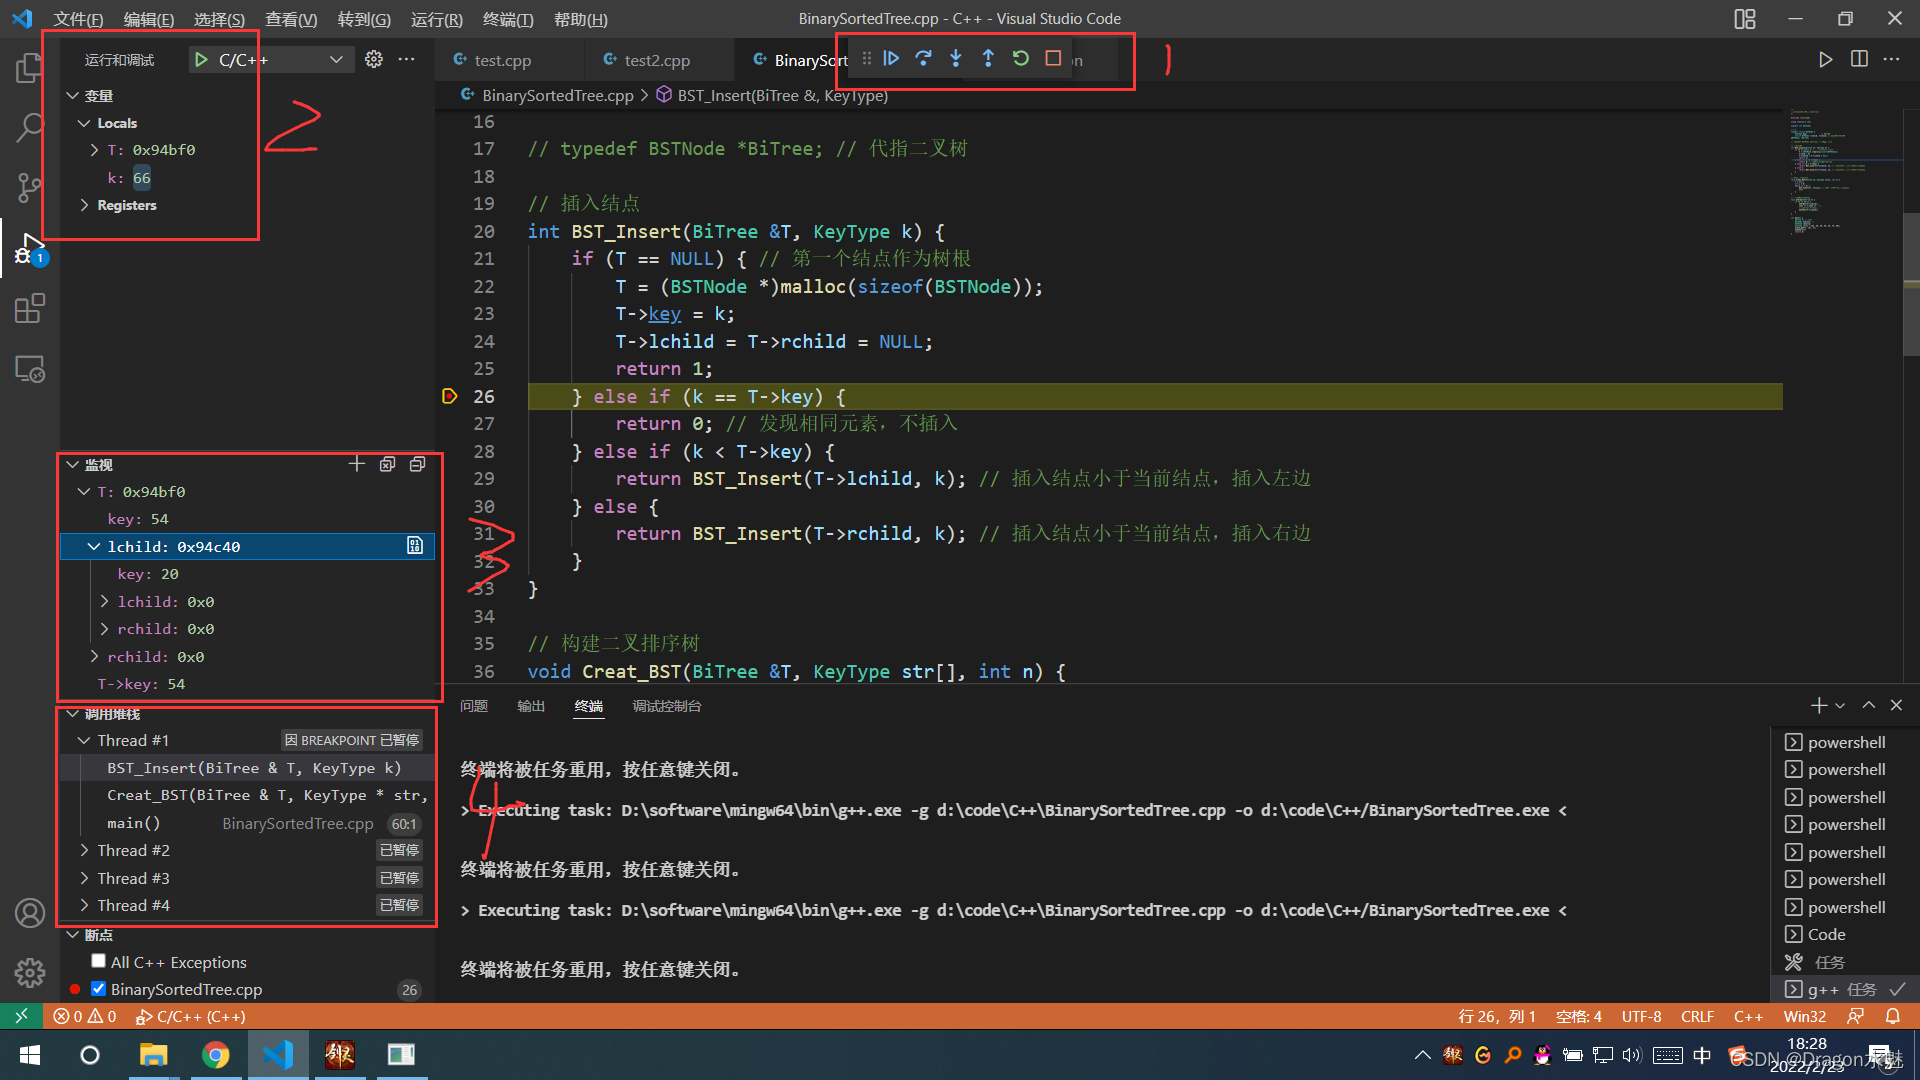 文件(F) 编辑(E) 选择(S) 查看(V) 转到(G) 运行(R) 终端(T) 帮助(H)
BinarySortedTree.cpp - C++ - Visual Studio Code
运行和调试
C/C++
变量
Locals
T: 0x94bf0
k: 66
Registers
2
1
1
test.cpp
test2.cpp
BinarySort
BinarySortedTree.cpp > BST_Insert(BiTree &, KeyType)
16
17 // typedef BSTNode *BiTree; // 代指二叉树
18
19 // 插入结点
20 int BST_Insert(BiTree &T, KeyType k) {
21 if (T == NULL) { // 第一个结点作为树根
22 T = (BSTNode *)malloc(sizeof(BSTNode));
23 T->key = k;
24 T->lchild = T->rchild = NULL;
25 return 1;
26 } else if (k == T->key) {
27 return 0; // 发现相同元素，不插入
28 } else if (k < T->key) {
29 return BST_Insert(T->lchild, k); // 插入结点小于当前结点，插入左边
30 } else {
31 return BST_Insert(T->rchild, k); // 插入结点小于当前结点，插入右边
32 }
33 }
34
35 // 构建二叉排序树
36 void Creat_BST(BiTree &T, KeyType str[], int n) {
监视
T: 0x94bf0
key: 54
lchild: 0x94c40
key: 20
lchild: 0x0
rchild: 0x0
rchild: 0x0
T->key: 54
3
调用堆栈
Thread #1 因 BREAKPOINT 已暂停
BST_Insert(BiTree & T, KeyType k)
Creat_BST(BiTree & T, KeyType * str,
main() BinarySortedTree.cpp 60:1
Thread #2 已暂停
Thread #3 已暂停
Thread #4 已暂停
4
断点
All C++ Exceptions
BinarySortedTree.cpp 26
问题 输出 终端 调试控制台
终端将被任务重用，按任意键关闭。
> Executing task: D:\software\mingw64\bin\g++.exe -g d:\code\C++\BinarySortedTree.cpp -o d:\code\C++/BinarySortedTree.exe <
终端将被任务重用，按任意键关闭。
> Executing task: D:\software\mingw64\bin\g++.exe -g d:\code\C++\BinarySortedTree.cpp -o d:\code\C++/BinarySortedTree.exe <
终端将被任务重用，按任意键关闭。
powershell
powershell
powershell
powershell
powershell
powershell
powershell
Code
任务
g++ 任务
0 0 C/C++ (C++)
行 26，列 1 空格: 4 UTF-8 CRLF C++ Win32
中
18:28
2022/2/23